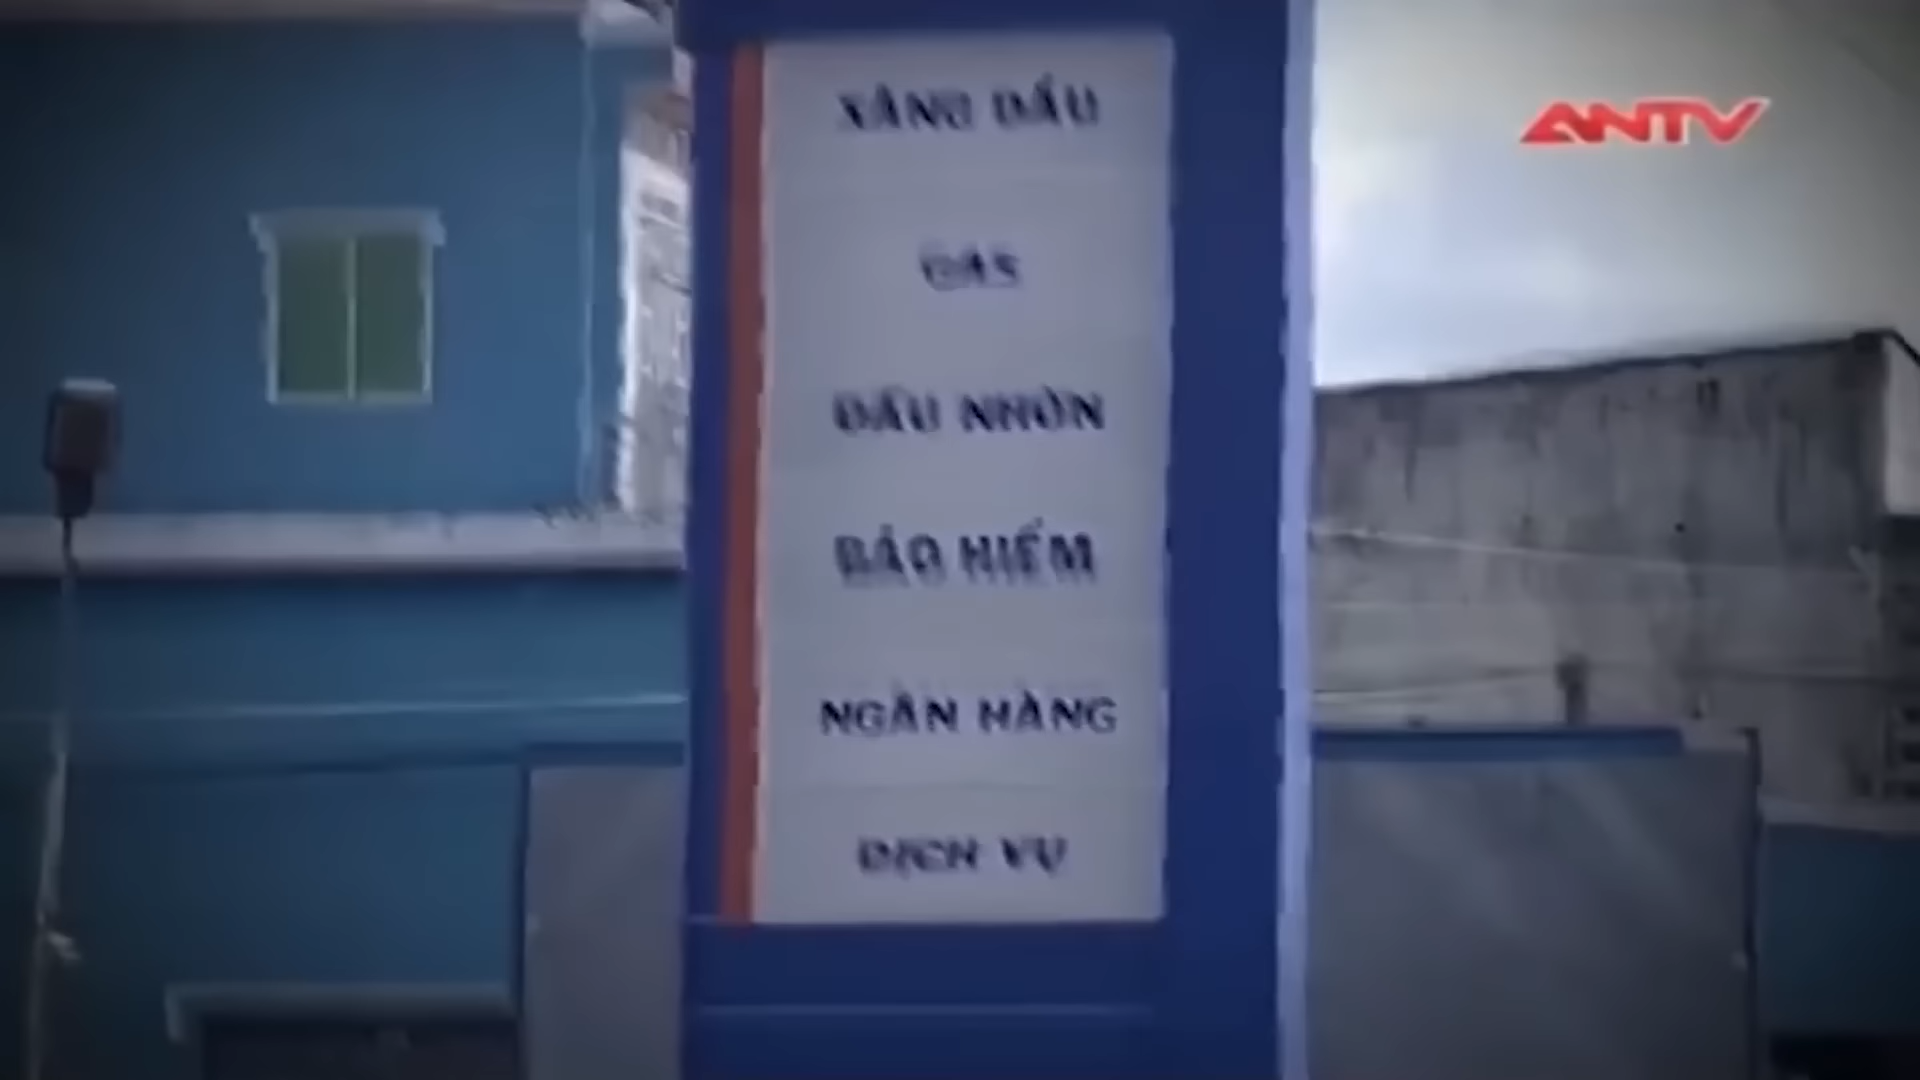 XĂNG DẦU
ANTV
GAS
DẦU NHỜN
BẢO HIỂM
NGÂN HÀNG
DỊCH VỤ